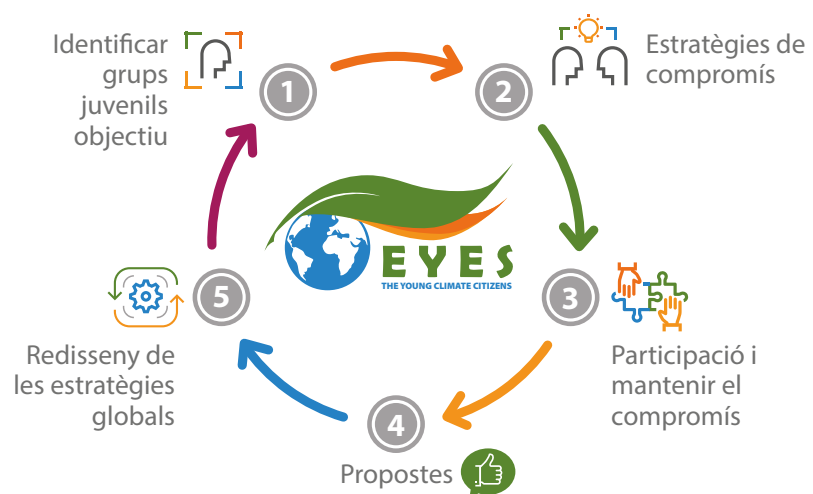 Identificar
grups
juvenils
objectiu
1
2
Estratègies de
compromís
EYES
THE YOUNG CLIMATE CITIZENS
3
Participació i
mantenir el
compromís
4
Propostes
5
Redisseny de
les estratègies
globals